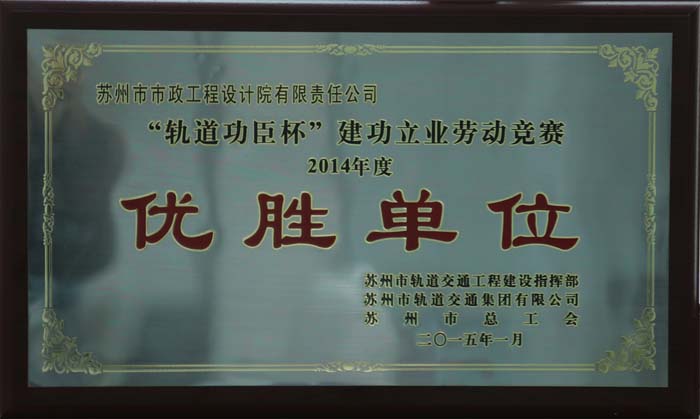 苏州市市政工程设计院有限责任公司
“轨道功臣杯”建功立业劳动竞赛
2014年度
优胜单位
苏州市轨道交通工程建设指挥部
苏州市轨道交通集团有限公司
苏州市总工会
二〇一五年一月